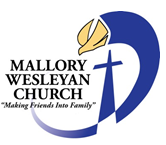 MALLORY
WESLEYAN
CHURCH
"Making Friends Into Family"